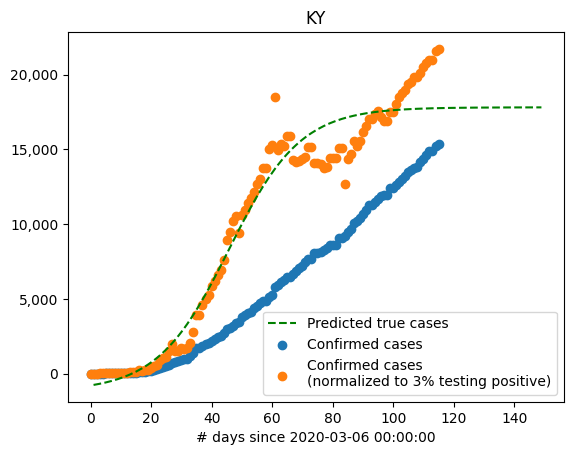 KY
20,000
15,000
10,000
5,000
0
Predicted true cases
Confirmed cases
Confirmed cases
(normalized to 3% testing positive)
0 20 40 60 80 100 120 140
# days since 2020-03-06 00:00:00